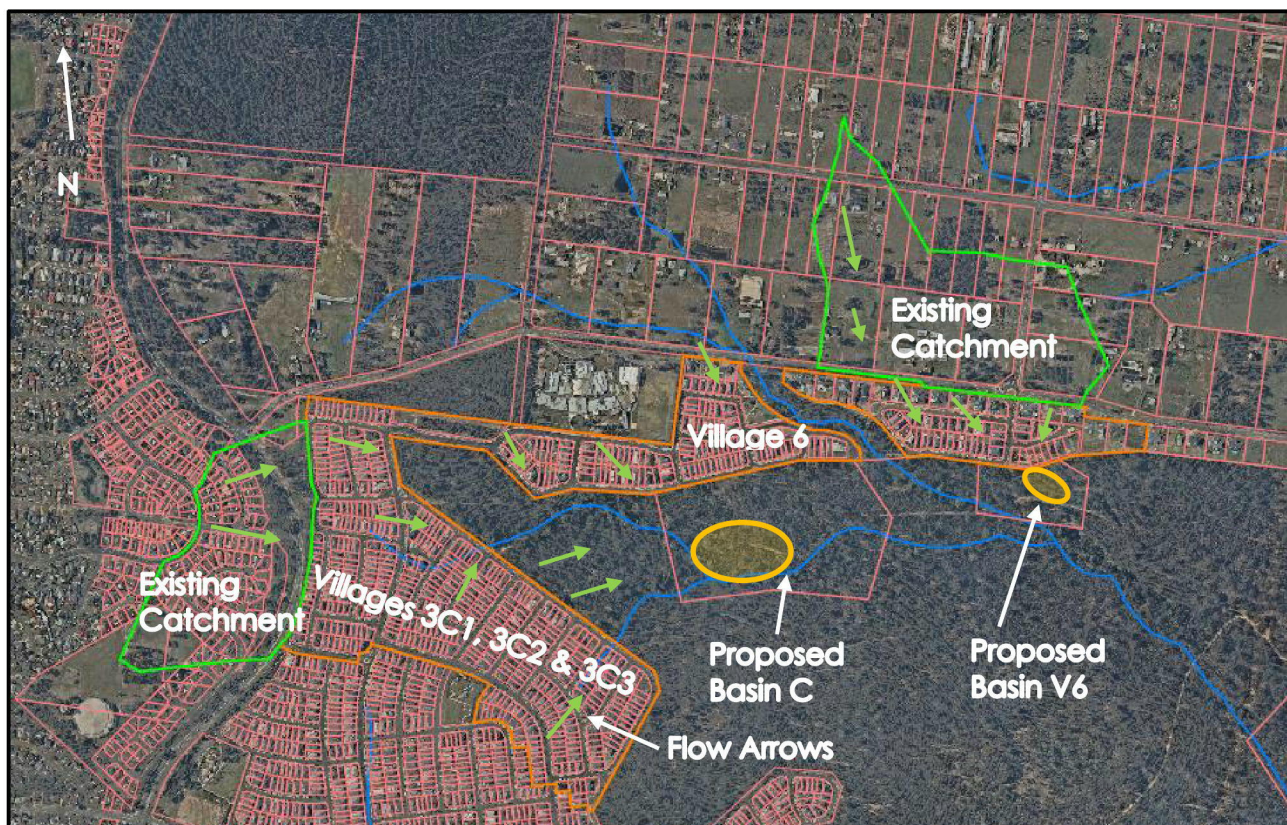 N
Existing
Catchment
Village 6
Existing
Catchment
Villages 3C1, 3C2 & 3C3
Proposed
Basin C
Proposed
Basin V6
Flow Arrows